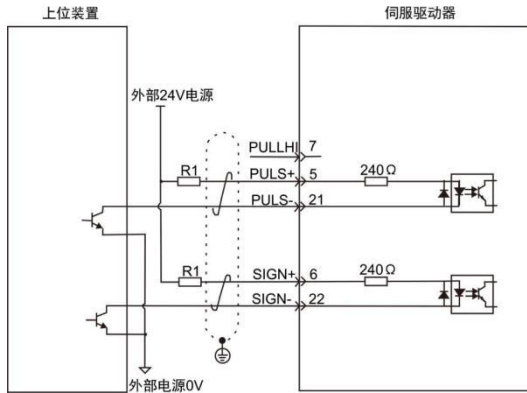 上位装置
伺服驱动器
外部24V电源
PULLHI 7
R1 PULS+ 5 240Ω
PULS- 21
R1 SIGN+ 6 240Ω
SIGN- 22
外部电源0V